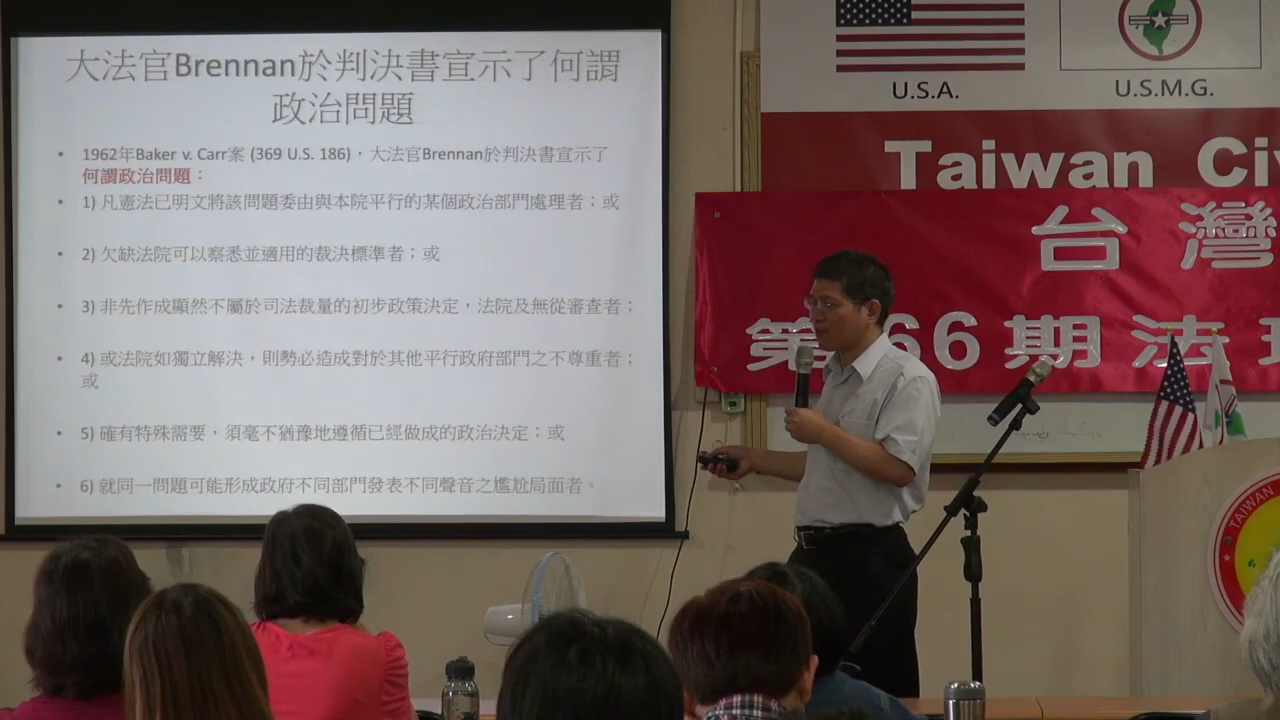 大法官Brennan於判決書宣示了何謂
政治問題
• 1962年Baker v. Carr案 (369 U.S. 186)，大法官Brennan於判決書宣示了
何謂政治問題：
• 1) 凡憲法已明文將該問題委由與本院平行的某個政治部門處理者；或
• 2) 欠缺法院可以察悉並適用的裁決標準者；或
• 3) 非先作成顯然不屬於司法裁量的初步政策決定，法院及無從審查者；
• 4) 或法院如獨立解決，則勢必造成對於其他平行政府部門之不尊重者；
或
• 5) 確有特殊需要，須毫不猶豫地遵循已經做成的政治決定；或
• 6) 就同一問題可能形成政府不同部門發表不同聲音之尷尬局面者。
U.S.A.
U.S.M.G.
Taiwan Ci
台灣
第 66期法
TAIWAN